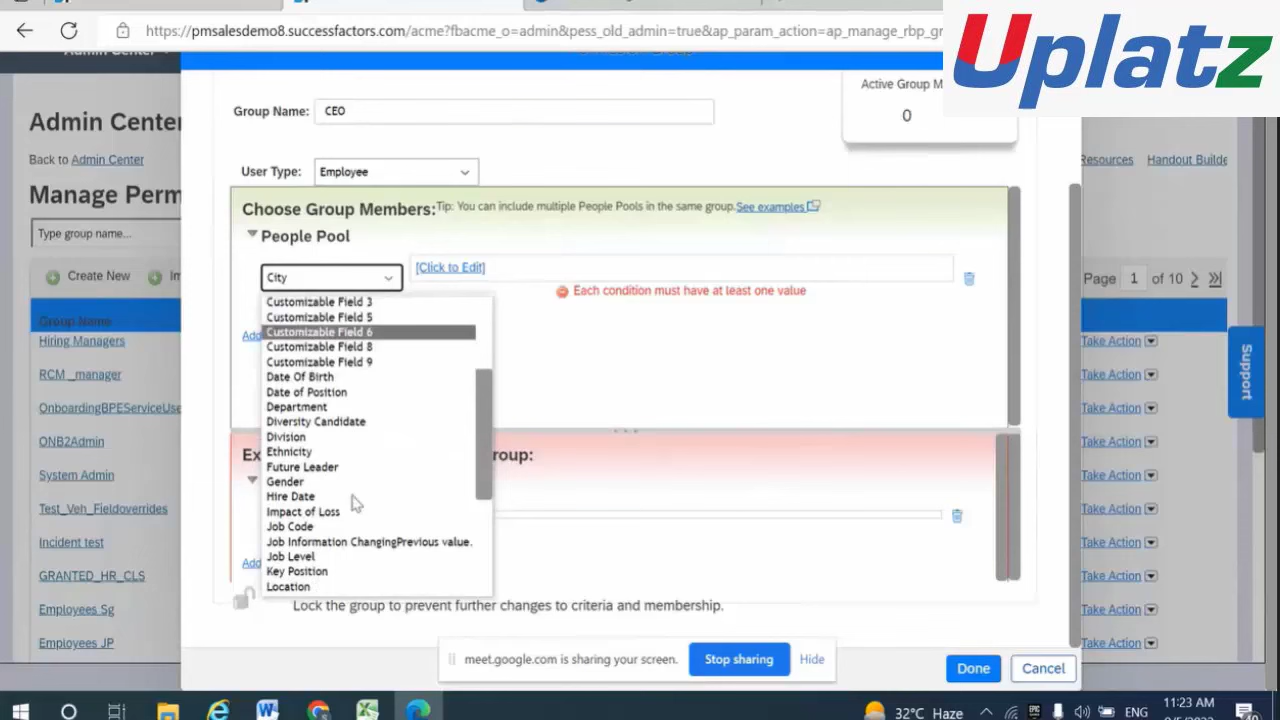 https://pmsalesdemo8.successfactors.com/acme?fbacme_o=admin&pess_old_admin=true&ap_param_action=ap_manage_rbp_gr
Uplatz
Admin Center
Admin Center
Back to Admin Center
Resources
Handout Builde
Manage Perm
Type group name...
Create New
Im
Page 1 of 10
Group Name
Hiring Managers
RCM _manager
OnboardingBPEServiceUse
ONB2Admin
System Admin
Test_Veh_Fieldoverrides
Incident test
GRANTED_HR_CLS
Employees Sg
Employees JP
Take Action
Take Action
Take Action
Take Action
Take Action
Take Action
Take Action
Take Action
Take Action
Take Action
Support
Active Group M
0
Group Name: CEO
User Type: Employee
Choose Group Members: Tip: You can include multiple People Pools in the same group. See examples
People Pool
City
[Click to Edit]
Each condition must have at least one value
Add
Customizable Field 3
Customizable Field 5
Customizable Field 6
Customizable Field 8
Customizable Field 9
Date Of Birth
Date of Position
Department
Diversity Candidate
Division
Ethnicity
Future Leader
Gender
Hire Date
Impact of Loss
Job Code
Job Information ChangingPrevious value.
Job Level
Key Position
Location
Ex
roup:
Add
Lock the group to prevent further changes to criteria and membership.
meet.google.com is sharing your screen.
Stop sharing
Hide
Done
Cancel
32°C Haze
ENG
11:23 AM